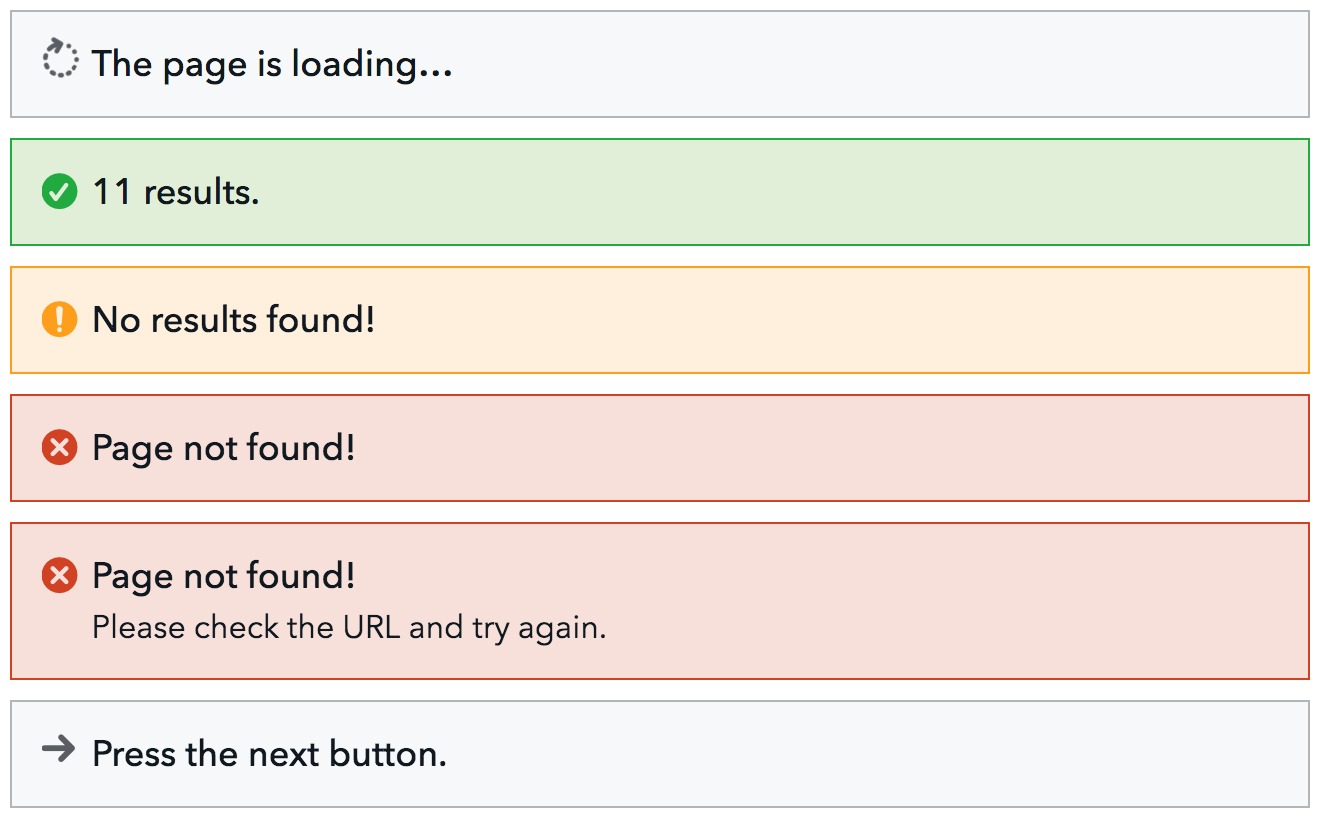 The page is loading...
11 results.
No results found!
Page not found!
Page not found!
Please check the URL and try again.
Press the next button.